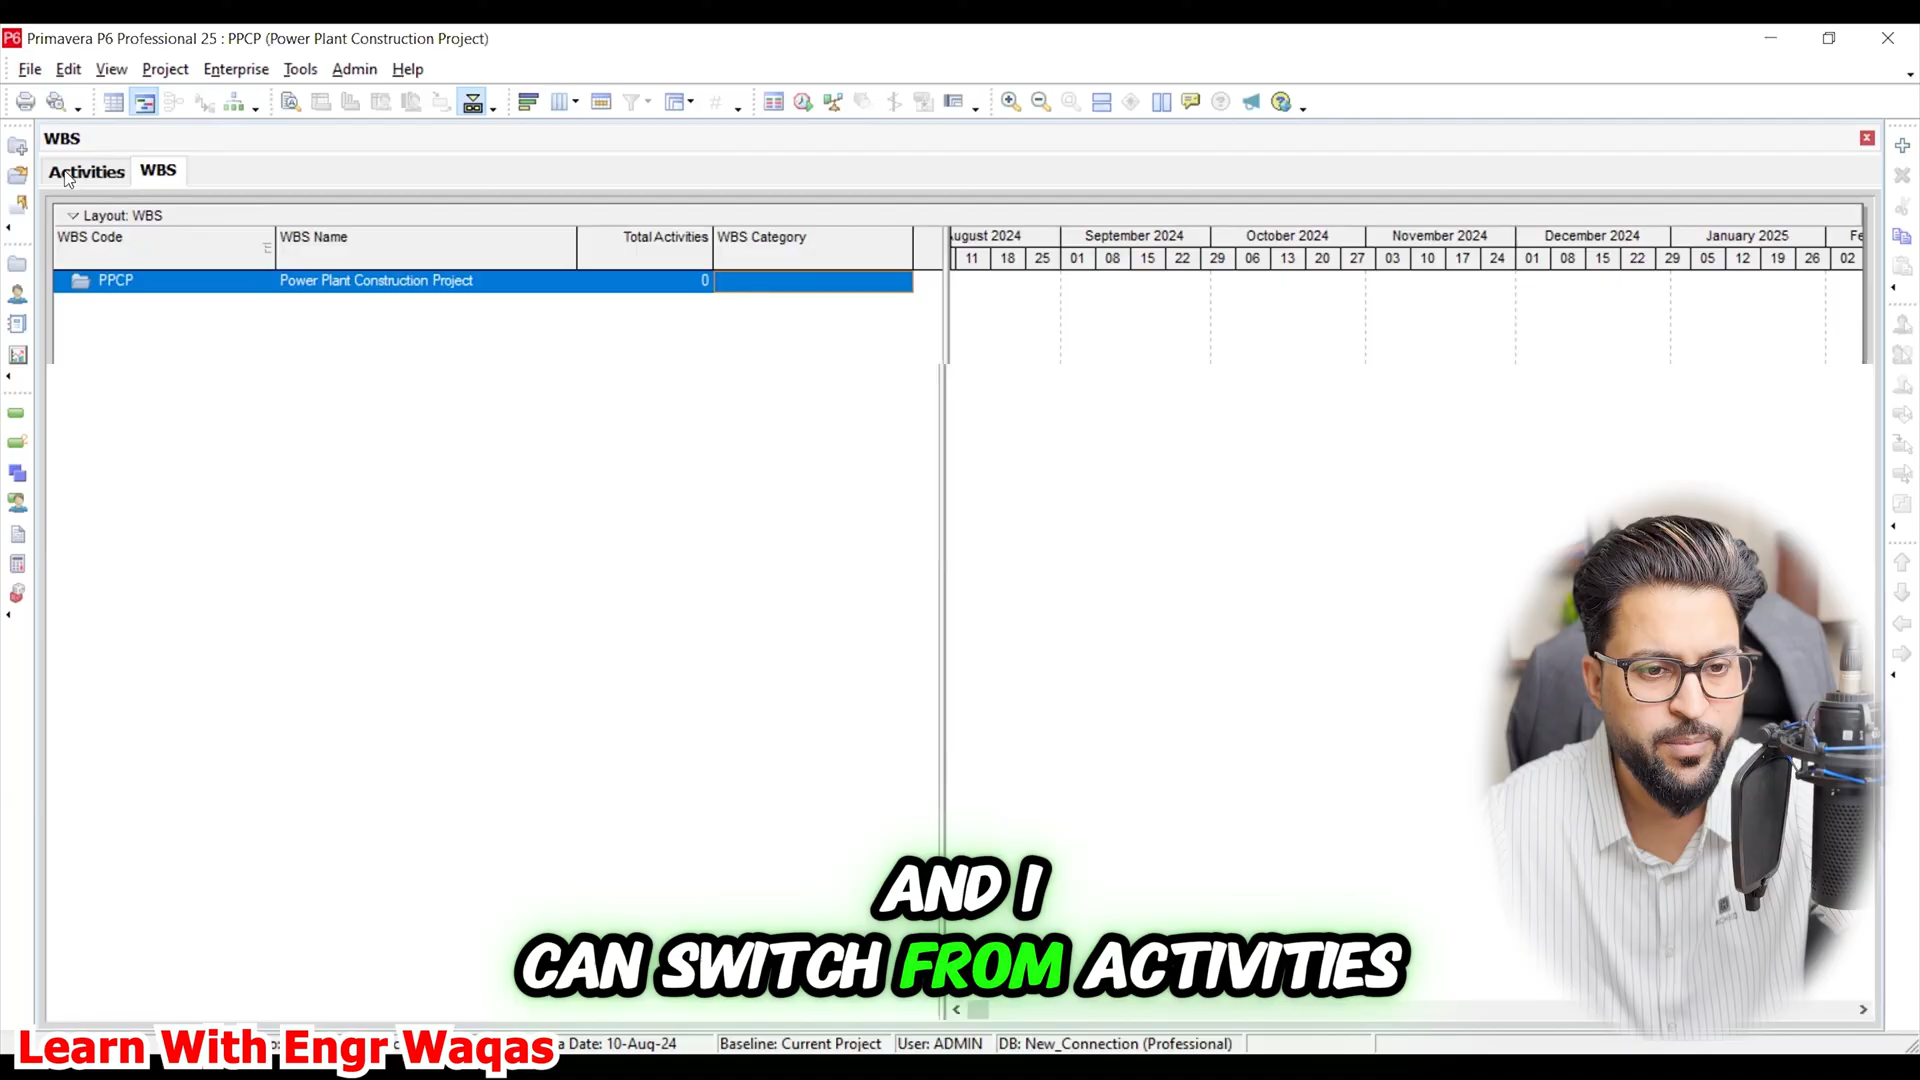 P6 Primavera P6 Professional 25 : PPCP (Power Plant Construction Project)
File Edit View Project Enterprise Tools Admin Help
WBS
Activities WBS
Layout: WBS
WBS Code WBS Name Total Activities WBS Category
ugust 2024 September 2024 October 2024 November 2024 December 2024 January 2025 Fe
11 18 25 01 08 15 22 29 06 13 20 27 03 10 17 24 01 08 15 22 29 05 12 19 26 02
PPCP Power Plant Construction Project 0
AND I
CAN SWITCH FROM ACTIVITIES
Learn With Engr Waqas
a Date: 10-Aug-24 Baseline: Current Project User: ADMIN DB: New_Connection (Professional)